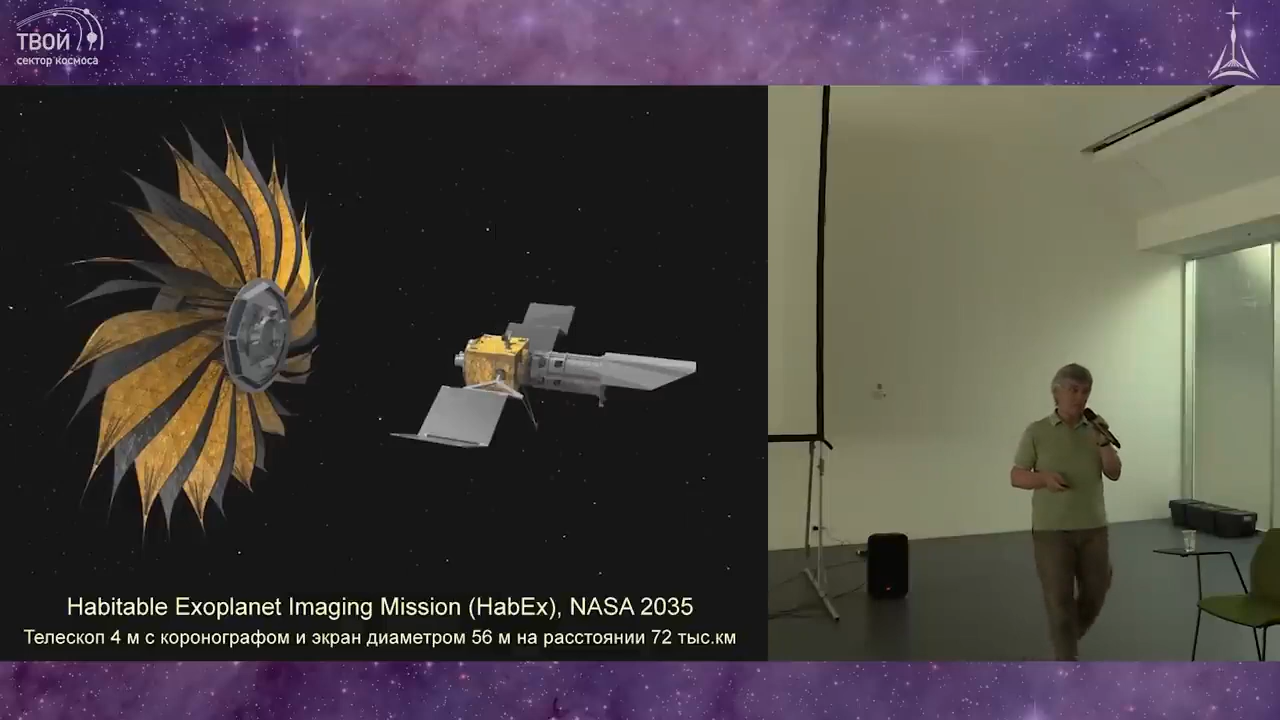 ТВОЙ
сектор космоса
Habitable Exoplanet Imaging Mission (HabEx), NASA 2035
Телескоп 4 м с коронографом и экран диаметром 56 м на расстоянии 72 тыс.км